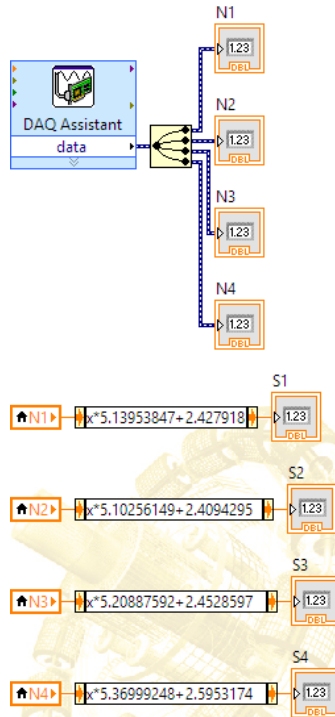 N1
1.23
DBL
DAQ Assistant
data
N2
1.23
DBL
N3
1.23
DBL
N4
1.23
DBL
S1
N1 x*5.13953847+2.427918 1.23
DBL
S2
N2 x*5.10256149+2.4094295 1.23
DBL
S3
N3 x*5.20887592+2.4528597 1.23
DBL
S4
N4 x*5.36999248+2.5953174 1.23
DBL